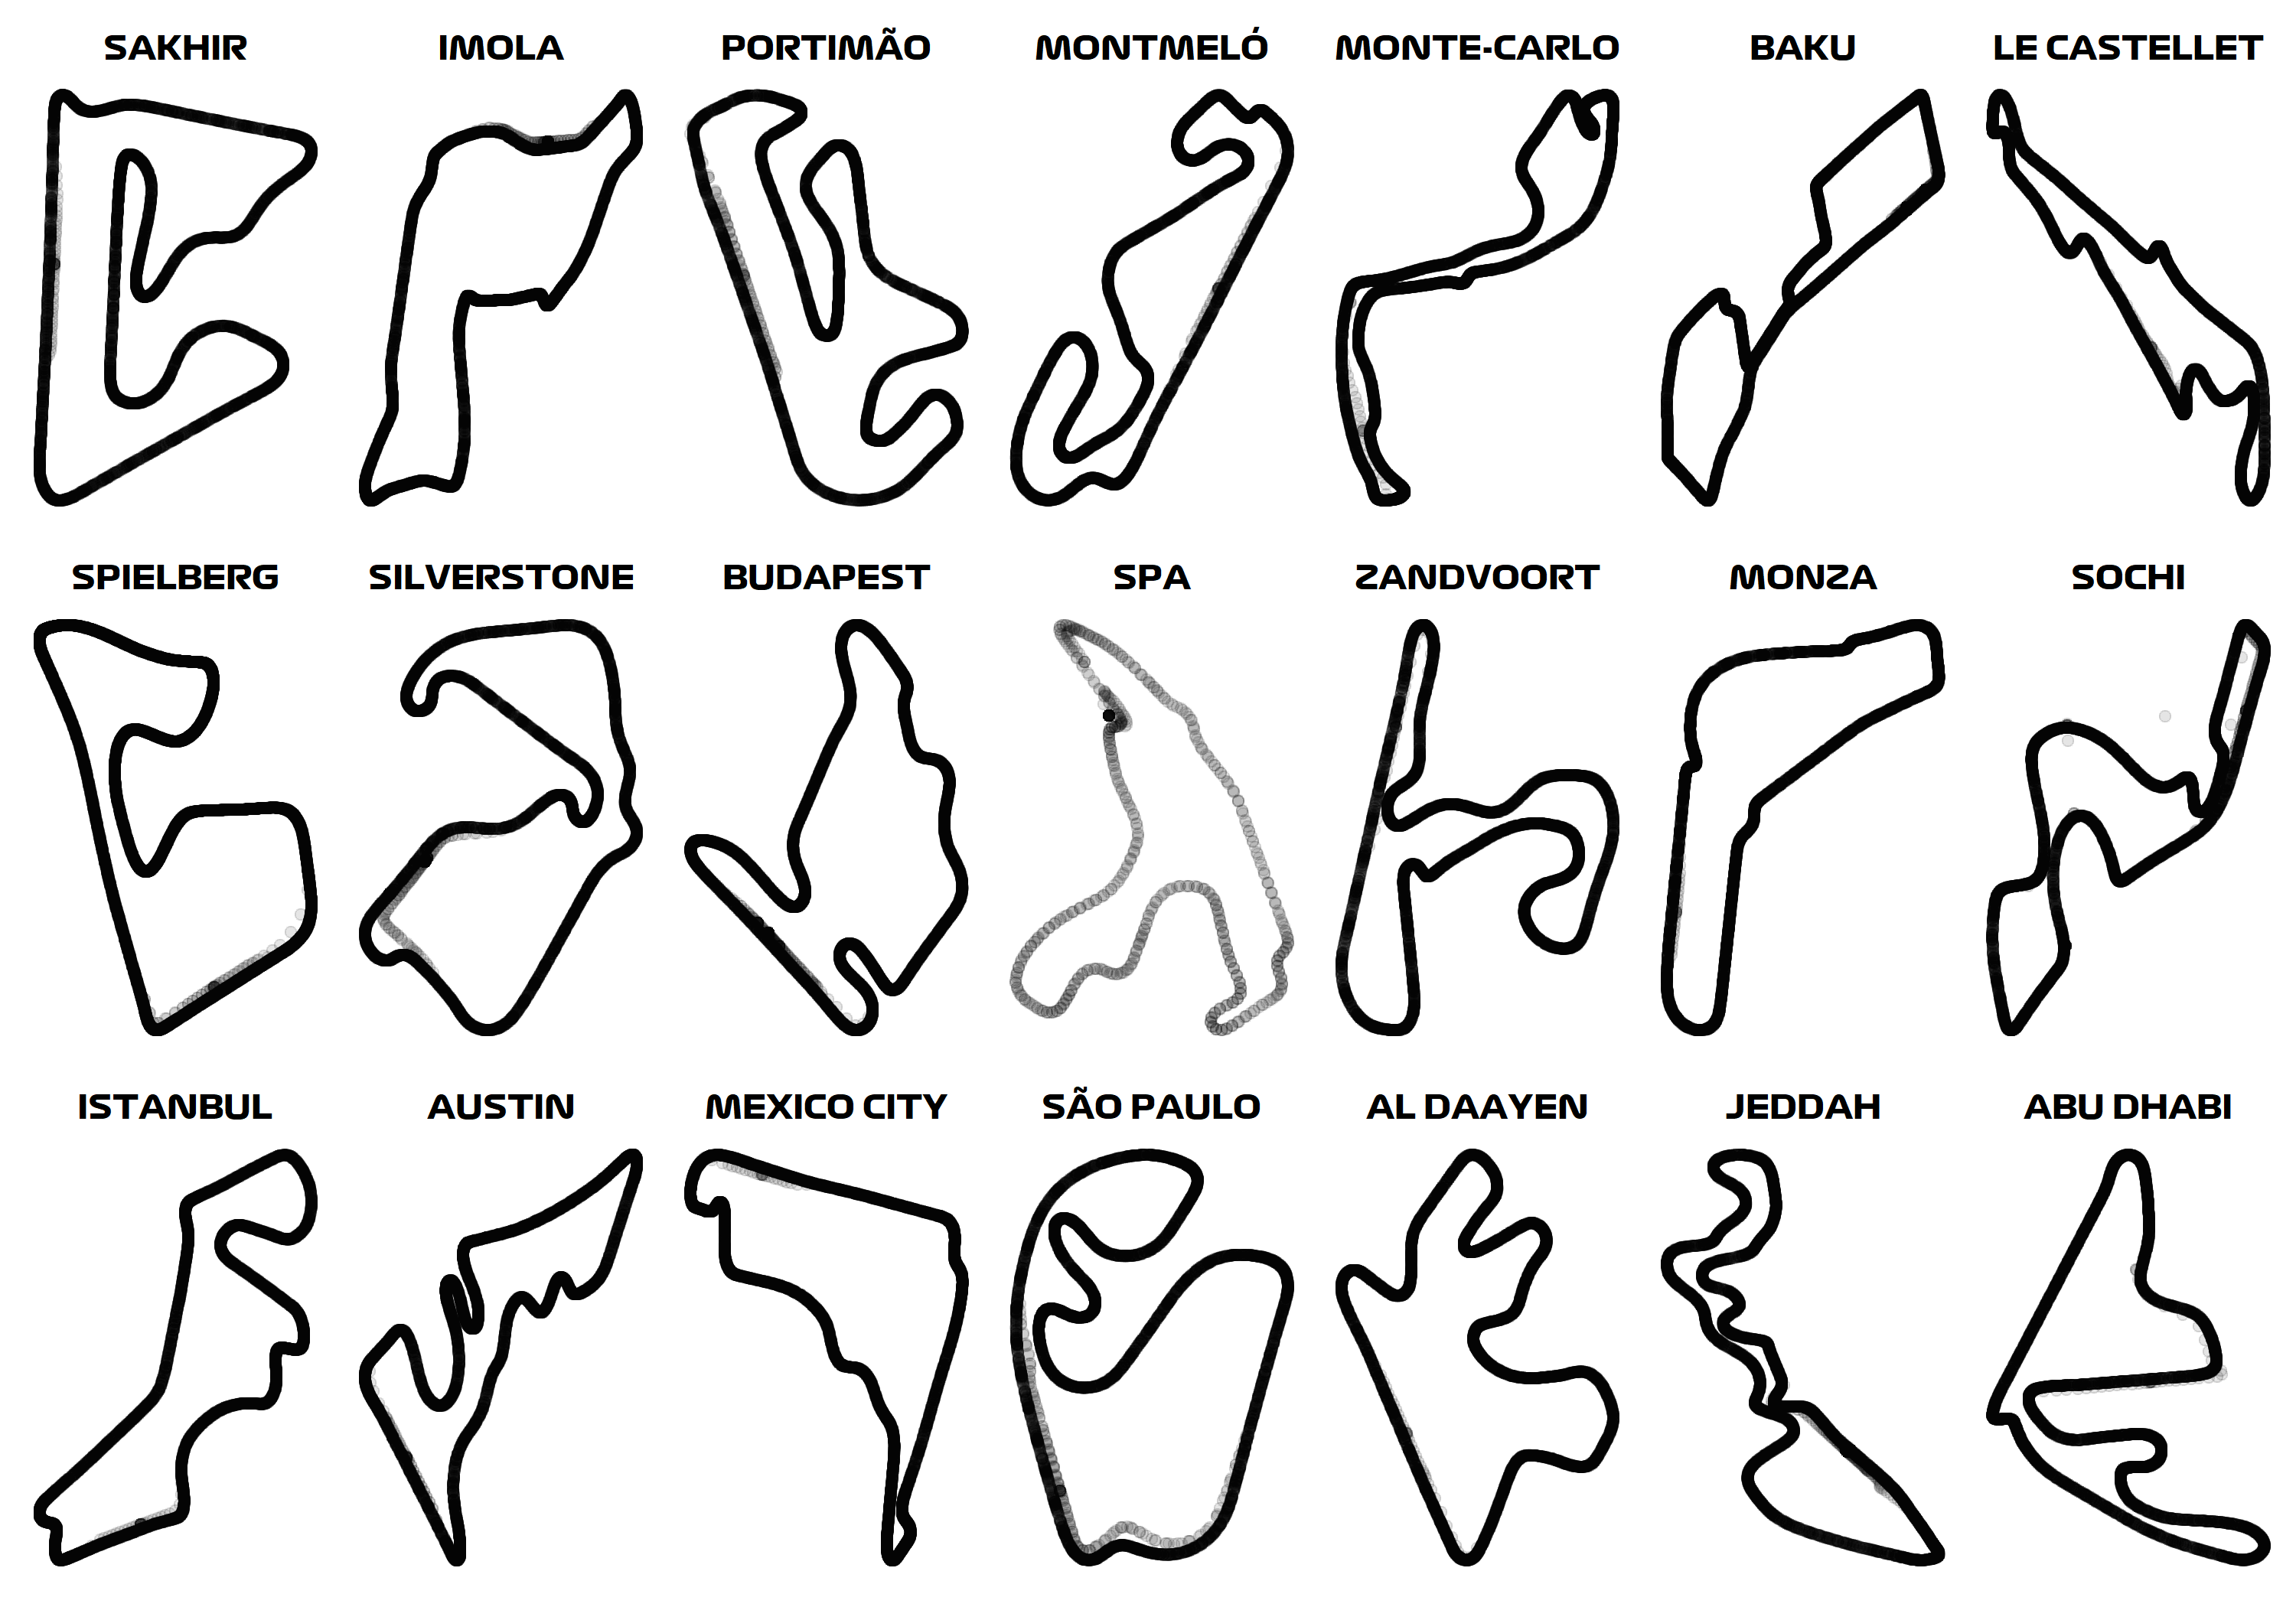 SAKHIR IMOLA PORTIMÃO MONTMELÓ MONTE-CARLO BAKU LE CASTELLET
SPIELBERG SILVERSTONE BUDAPEST SPA ZANDVOORT MONZA SOCHI
ISTANBUL AUSTIN MEXICO CITY SÃO PAULO AL DAAYEN JEDDAH ABU DHABI